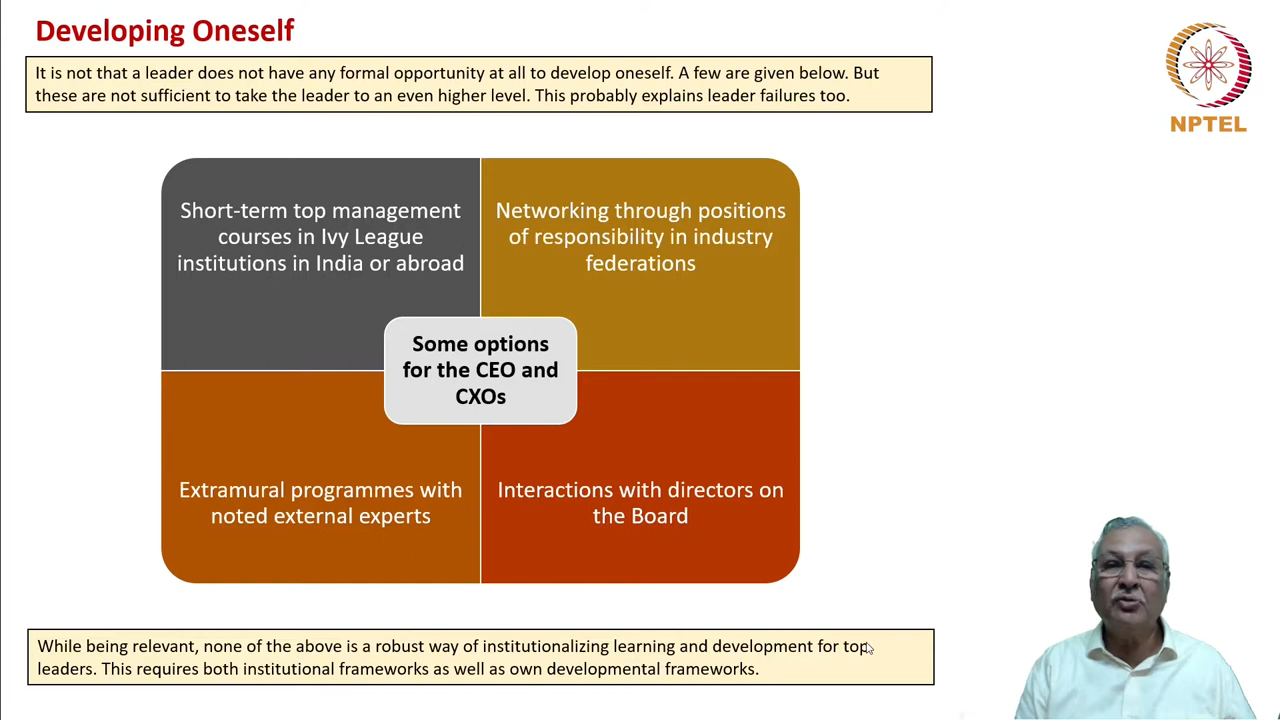 Developing Oneself
It is not that a leader does not have any formal opportunity at all to develop oneself. A few are given below. But
these are not sufficient to take the leader to an even higher level. This probably explains leader failures too.
NPTEL
Short-term top management
courses in Ivy League
institutions in India or abroad
Networking through positions
of responsibility in industry
federations
Some options
for the CEO and
CXOs
Extramural programmes with
noted external experts
Interactions with directors on
the Board
While being relevant, none of the above is a robust way of institutionalizing learning and development for top
leaders. This requires both institutional frameworks as well as own developmental frameworks.